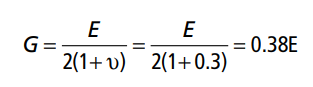 G = E / 2(1+υ) = E / 2(1+0.3) = 0.38E